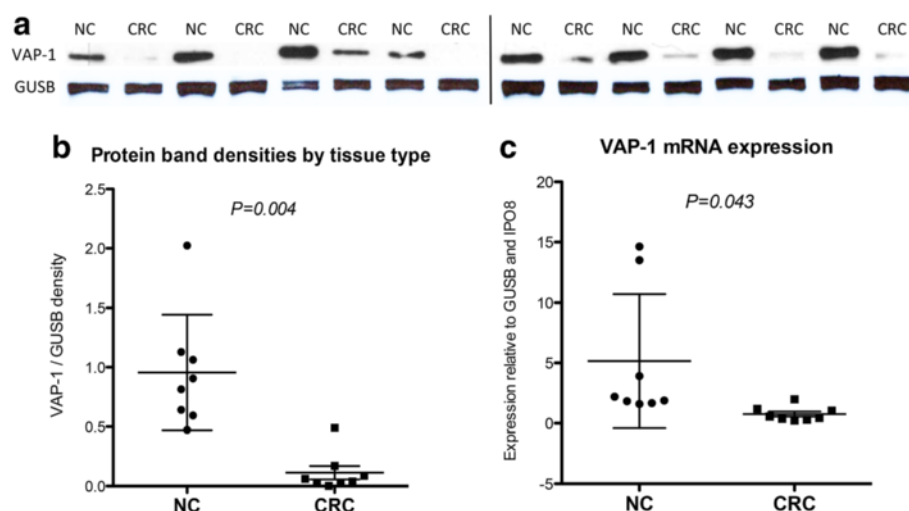 a
NC CRC NC CRC NC CRC NC CRC NC CRC NC CRC NC CRC NC CRC
VAP-1
GUSB
b
Protein band densities by tissue type
P=0.004
VAP-1 / GUSB density
2.5
2.0
1.5
1.0
0.5
0.0
NC CRC
c
VAP-1 mRNA expression
P=0.043
Expression relative to GUSB and IPO8
20
15
10
5
0
-5
NC CRC